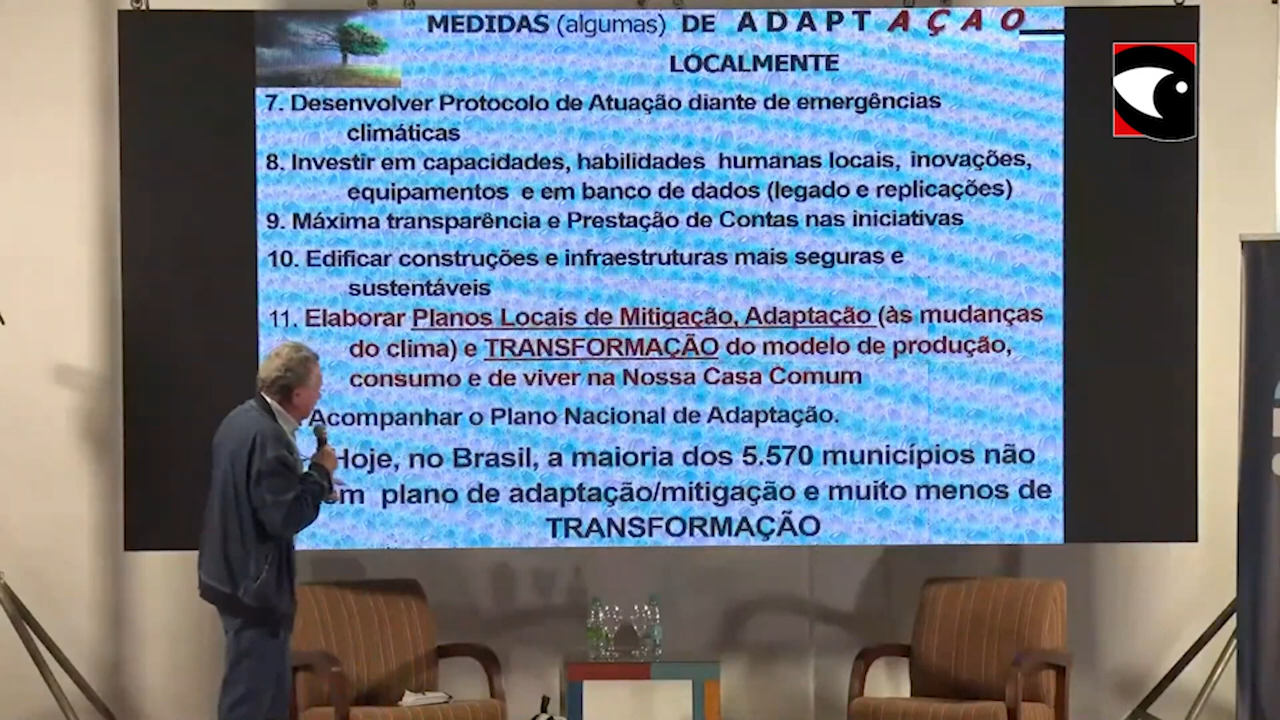 MEDIDAS (algumas) DE ADAPTAÇÃO
LOCALMENTE
7. Desenvolver Protocolo de Atuação diante de emergências
climáticas
8. Investir em capacidades, habilidades humanas locais, inovações,
equipamentos e em banco de dados (legado e replicações)
9. Máxima transparência e Prestação de Contas nas iniciativas
10. Edificar construções e infraestruturas mais seguras e
sustentáveis
11. Elaborar Planos Locais de Mitigação, Adaptação (às mudanças
do clima) e TRANSFORMAÇÃO do modelo de produção,
consumo e de viver na Nossa Casa Comum
Acompanhar o Plano Nacional de Adaptação.
Hoje, no Brasil, a maioria dos 5.570 municípios não
plano de adaptação/mitigação e muito menos de
TRANSFORMAÇÃO